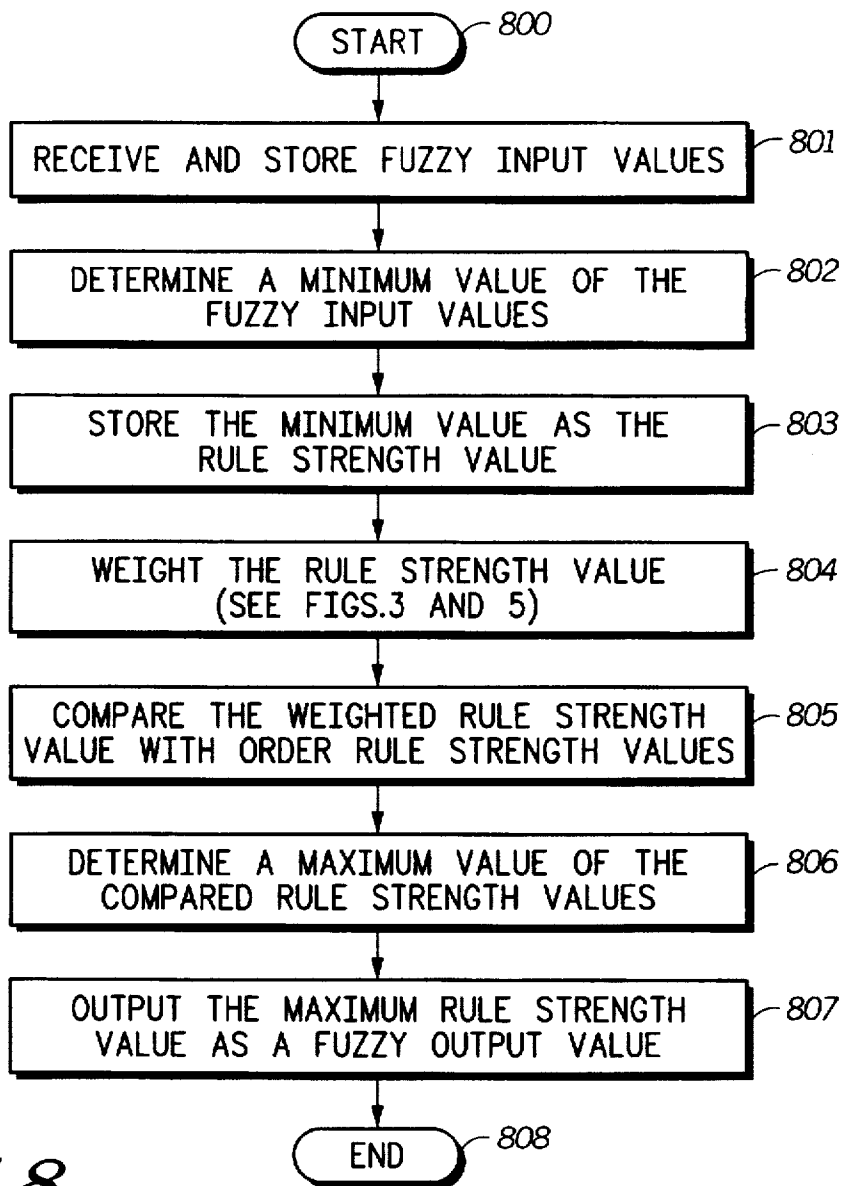 START
800
RECEIVE AND STORE FUZZY INPUT VALUES
801
DETERMINE A MINIMUM VALUE OF THE
FUZZY INPUT VALUES
802
STORE THE MINIMUM VALUE AS THE
RULE STRENGTH VALUE
803
WEIGHT THE RULE STRENGTH VALUE
(SEE FIGS.3 AND 5)
804
COMPARE THE WEIGHTED RULE STRENGTH
VALUE WITH ORDER RULE STRENGTH VALUES
805
DETERMINE A MAXIMUM VALUE OF THE
COMPARED RULE STRENGTH VALUES
806
OUTPUT THE MAXIMUM RULE STRENGTH
VALUE AS A FUZZY OUTPUT VALUE
807
END
808
8